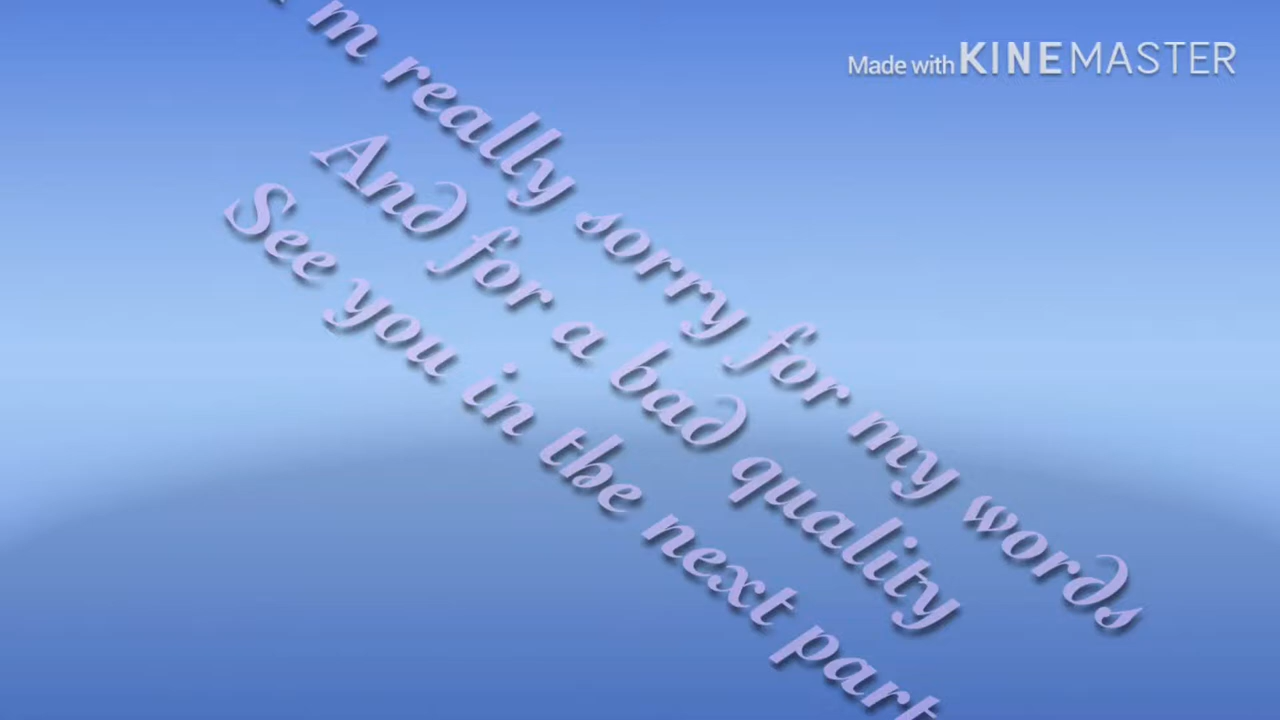 Made with KINEMASTER
m really sorry for my words
And for a bad quality
See you in the next part